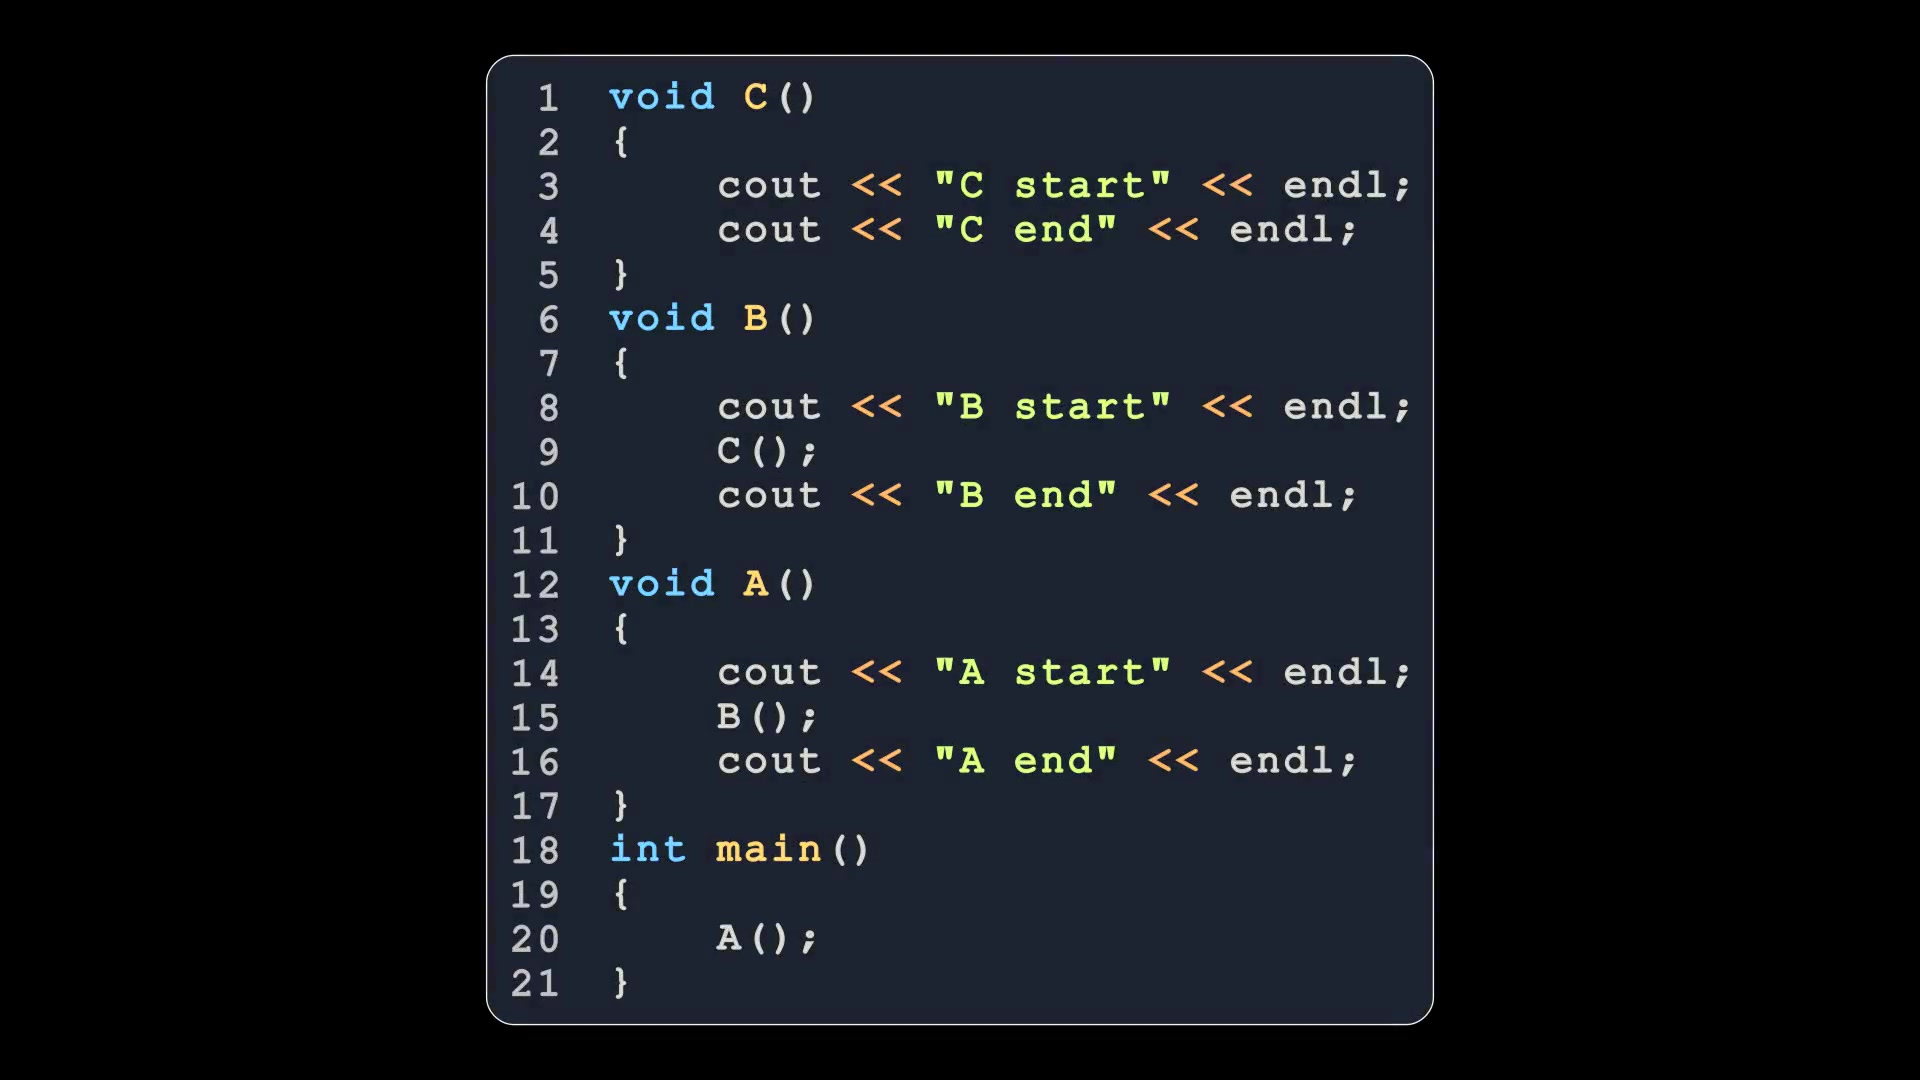 1 void C()
2 {
3     cout << "C start" << endl;
4     cout << "C end" << endl;
5 }
6 void B()
7 {
8     cout << "B start" << endl;
9     C();
10     cout << "B end" << endl;
11 }
12 void A()
13 {
14     cout << "A start" << endl;
15     B();
16     cout << "A end" << endl;
17 }
18 int main()
19 {
20     A();
21 }